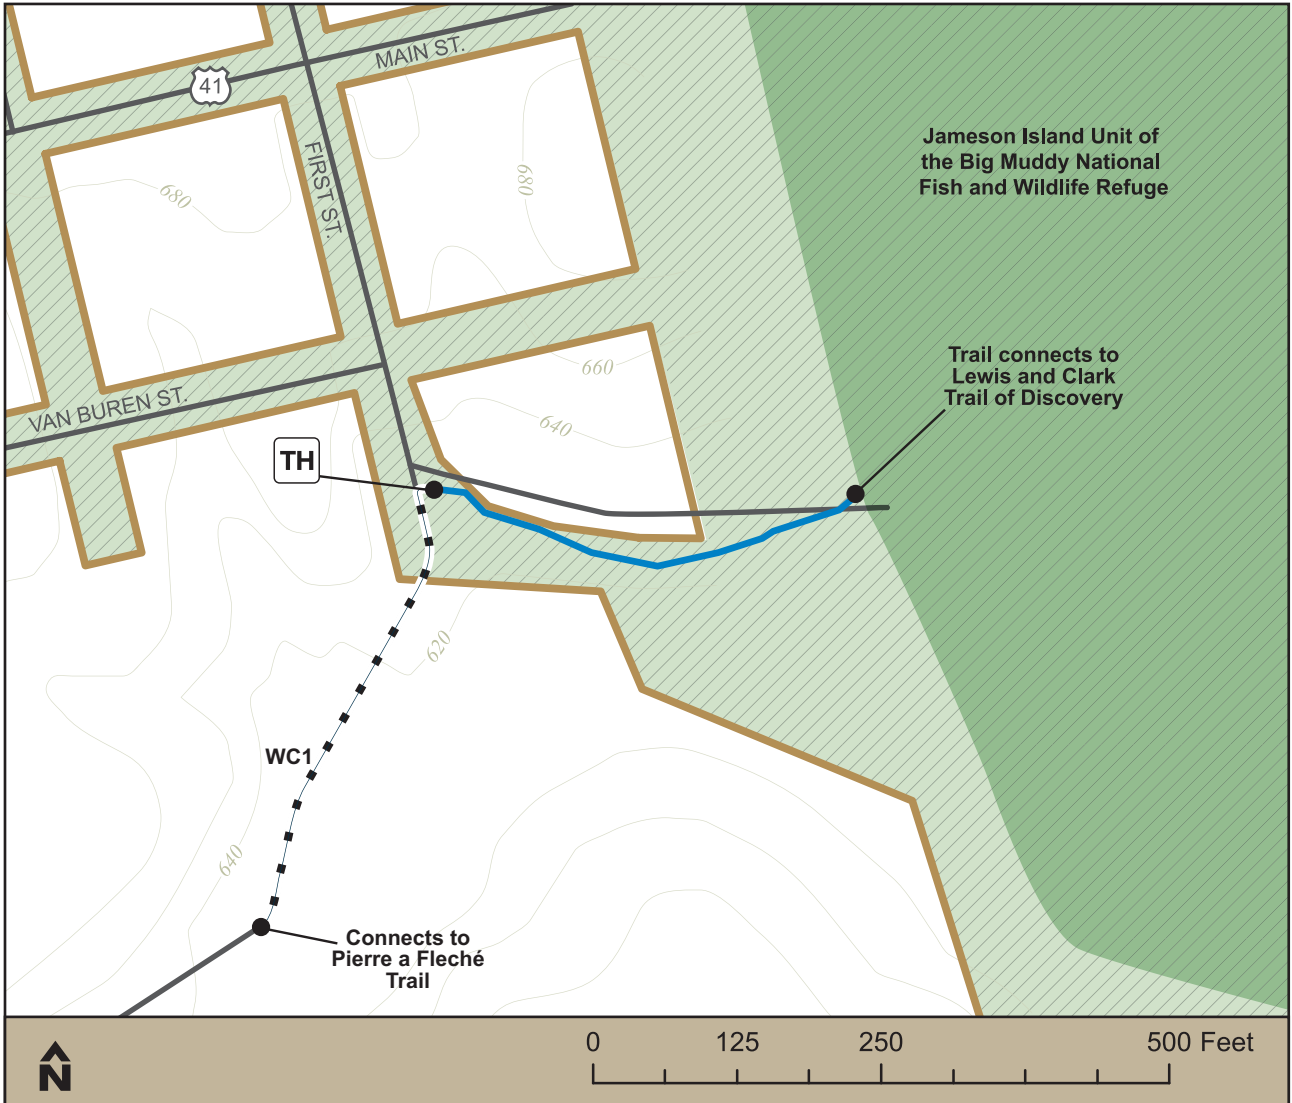 MAIN ST.
41
FIRST ST.
680
680
Jameson Island Unit of
the Big Muddy National
Fish and Wildlife Refuge
660
640
Trail connects to
Lewis and Clark
Trail of Discovery
VAN BUREN ST.
TH
620
WC1
640
Connects to
Pierre a Fleché
Trail
N
0 125 250 500 Feet